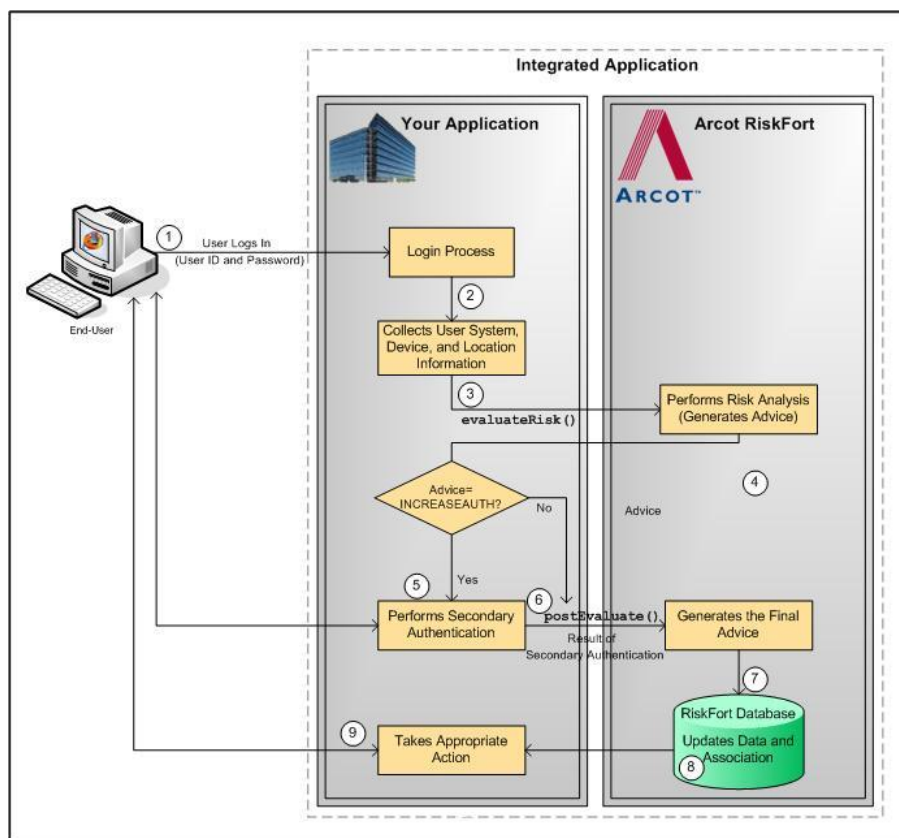 Integrated Application
Your Application
Arcot RiskFort
ARCOT™
1
User Logs In
(User ID and Password)
End-User
Login Process
2
Collects User System,
Device, and Location
Information
3
evaluateRisk()
Performs Risk Analysis
(Generates Advice)
4
Advice=
INCREASEAUTH?
No
Advice
Yes
5
Performs Secondary
Authentication
6
postEvaluate()
Result of
Secondary Authentication
Generates the Final
Advice
7
RiskFort Database
Updates Data and
Association
8
9
Takes Appropriate
Action